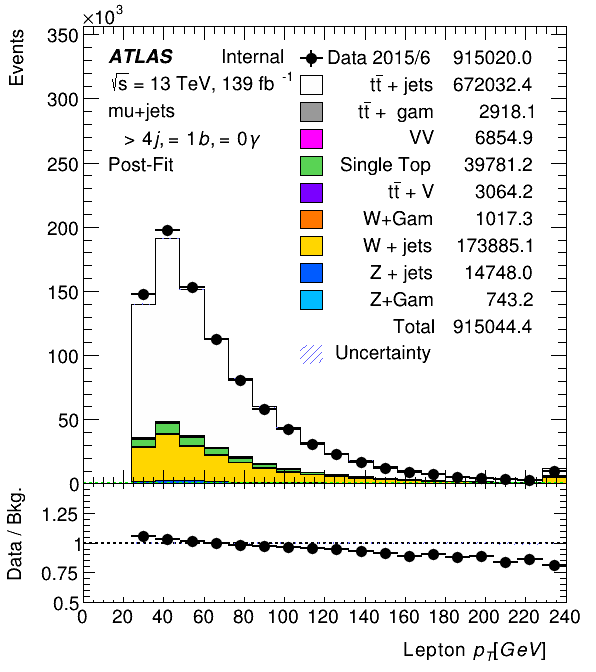 ×10³
Events
350
300
250
200
150
100
50
0
ATLAS Internal
√s = 13 TeV, 139 fb⁻¹
mu+jets
> 4j, = 1b, = 0γ
Post-Fit
Data 2015/6 915020.0
tt̄ + jets 672032.4
tt̄ + gam 2918.1
VV 6854.9
Single Top 39781.2
tt̄ + V 3064.2
W+Gam 1017.3
W + jets 173885.1
Z + jets 14748.0
Z+Gam 743.2
Total 915044.4
Uncertainty
Data / Bkg.
1.25
1
0.75
0.5
0 20 40 60 80 100 120 140 160 180 200 220 240
Lepton p_T[GeV]